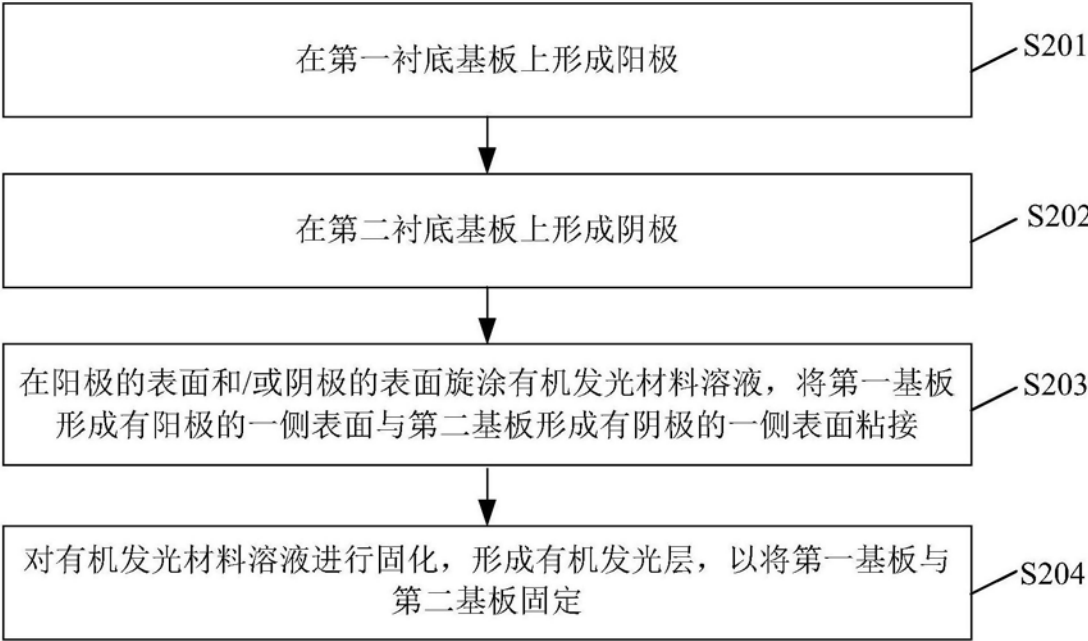 在第一衬底基板上形成阳极
S201
在第二衬底基板上形成阴极
S202
在阳极的表面和/或阴极的表面旋涂有机发光材料溶液，将第一基板
形成有阳极的一侧表面与第二基板形成有阴极的一侧表面粘接
S203
对有机发光材料溶液进行固化，形成有机发光层，以将第一基板与
第二基板固定
S204